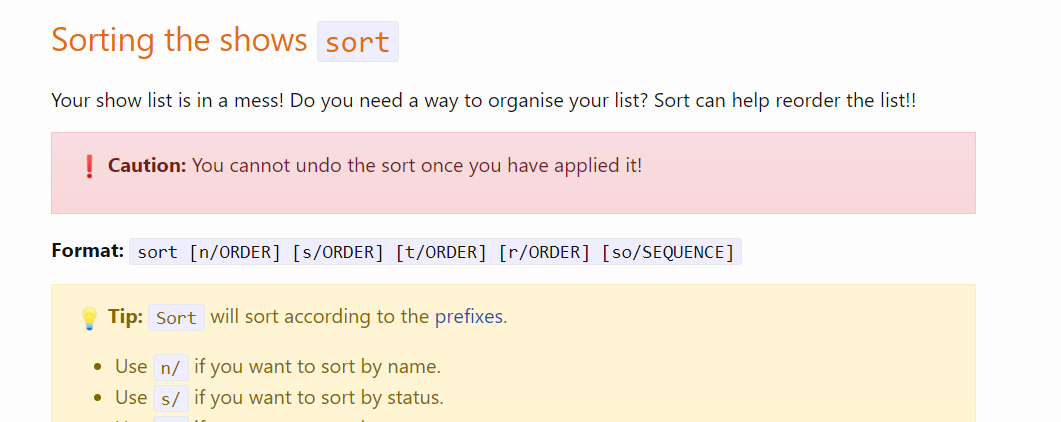 Sorting the shows sort
Your show list is in a mess! Do you need a way to organise your list? Sort can help reorder the list!!
❗ Caution: You cannot undo the sort once you have applied it!
Format: sort [n/ORDER] [s/ORDER] [t/ORDER] [r/ORDER] [so/SEQUENCE]
💡 Tip: Sort will sort according to the prefixes.
• Use n/ if you want to sort by name.
• Use s/ if you want to sort by status.